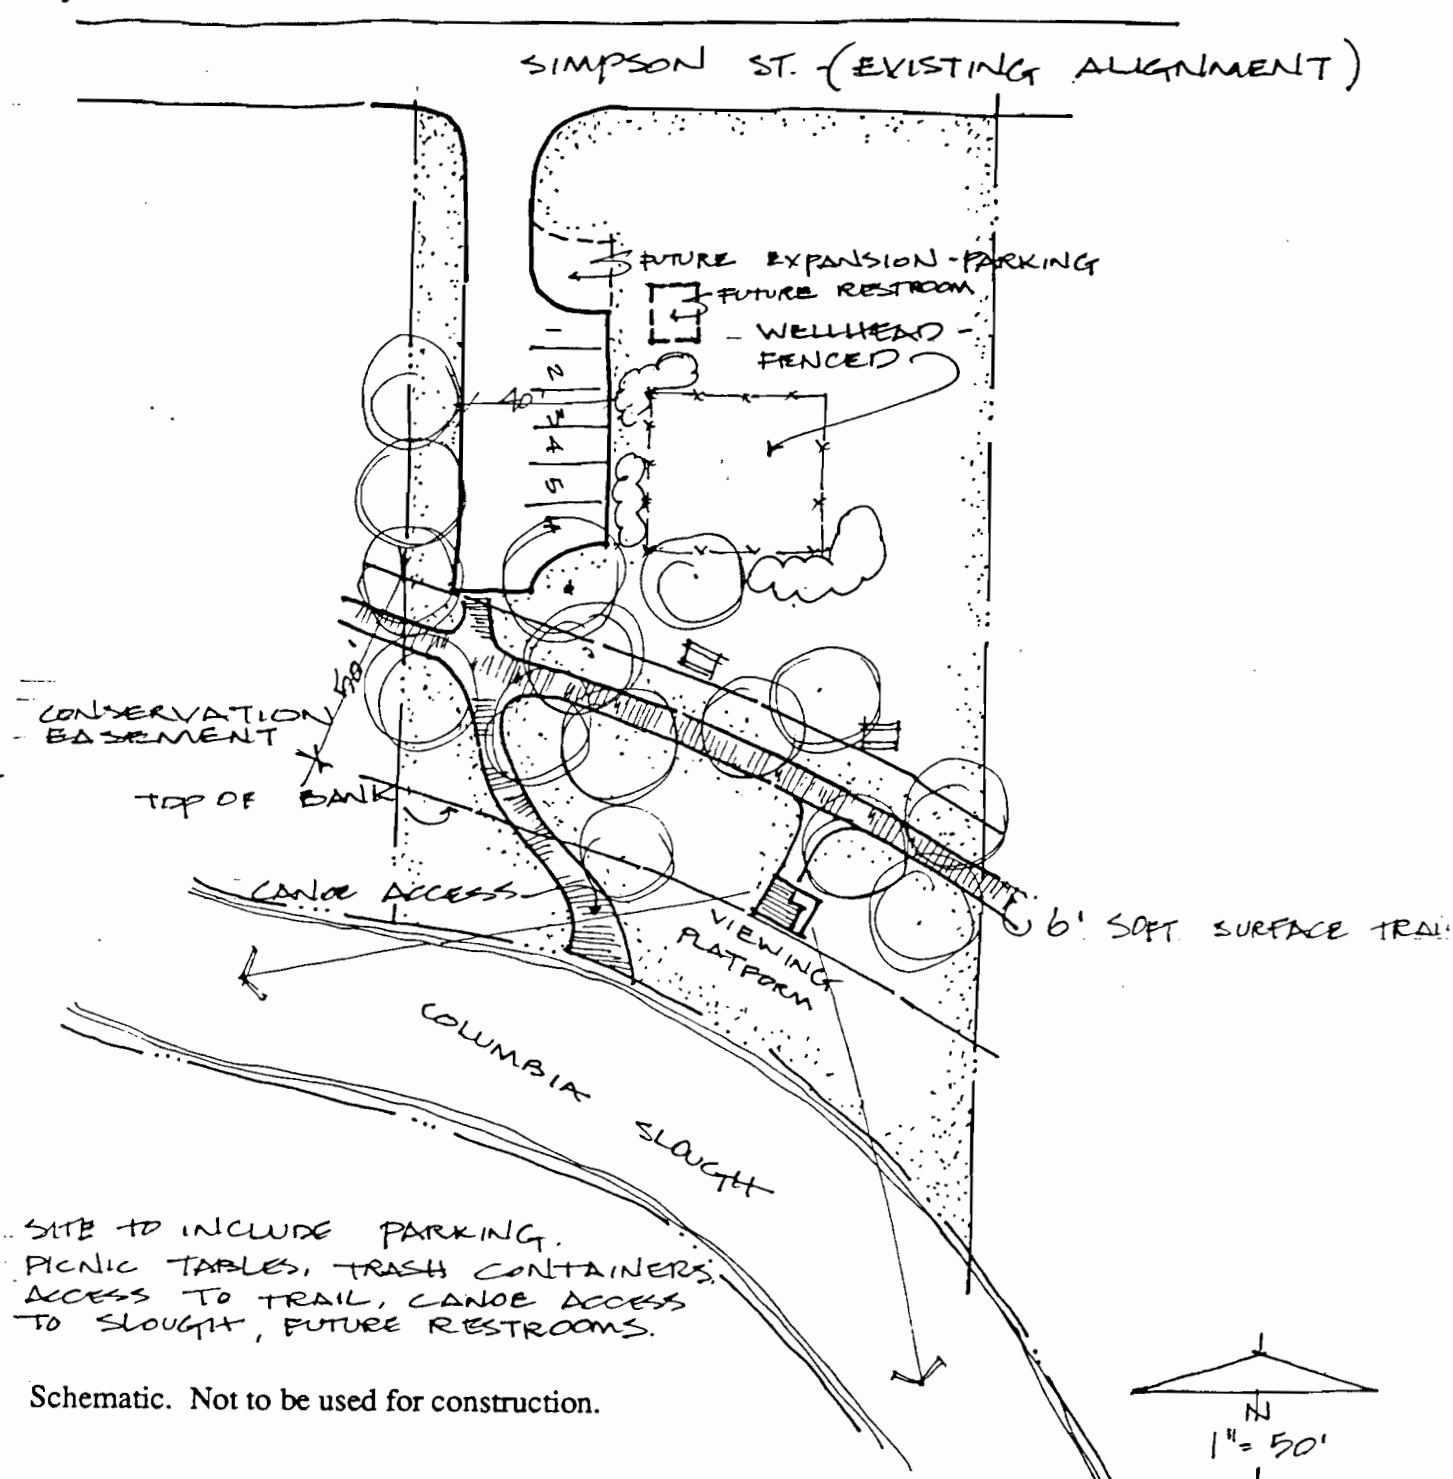 SIMPSON ST. - (EXISTING ALIGNMENT)
FUTURE EXPANSION - PARKING
FUTURE RESTROOM
- WELLHEAD -
FENCED
1
2
40'
3
4
5
H
50'
CONSERVATION
EASEMENT
TOP OF BANK
CANOE ACCESS
VIEWING
PLATFORM
6' SOFT SURFACE TRAI
COLUMBIA
SLOUGH
SITE TO INCLUDE PARKING.
PICNIC TABLES, TRASH CONTAINERS,
ACCESS TO TRAIL, CANOE ACCESS
TO SLOUGH, FUTURE RESTROOMS.
Schematic. Not to be used for construction.
N
1"= 50'